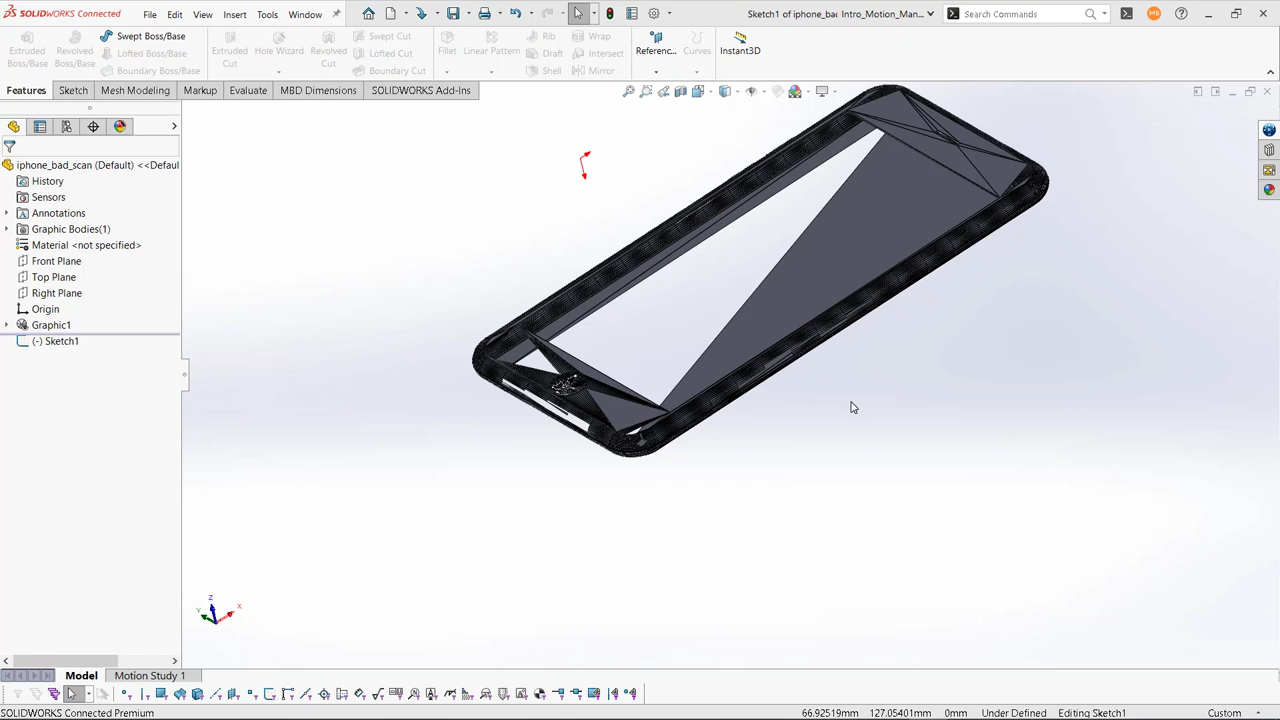 SOLIDWORKS Connected File Edit View Insert Tools Window Sketch1 of iphone_bad Intro_Motion_Man... Search Commands MB
Extruded Boss/Base Revolved Boss/Base Swept Boss/Base Lofted Boss/Base Boundary Boss/Base Extruded Cut Hole Wizard Revolved Cut Swept Cut Lofted Cut Boundary Cut Fillet Linear Pattern Rib Draft Shell Wrap Intersect Mirror Referenc... Curves Instant3D
Features Sketch Mesh Modeling Markup Evaluate MBD Dimensions SOLIDWORKS Add-Ins
iphone_bad_scan (Default) <<Defaul
History
Sensors
Annotations
Graphic Bodies(1)
Material <not specified>
Front Plane
Top Plane
Right Plane
Origin
Graphic1
(-) Sketch1
Z
Y X
Model Motion Study 1
SOLIDWORKS Connected Premium 66.92519mm 127.05401mm 0mm Under Defined Editing Sketch1 Custom